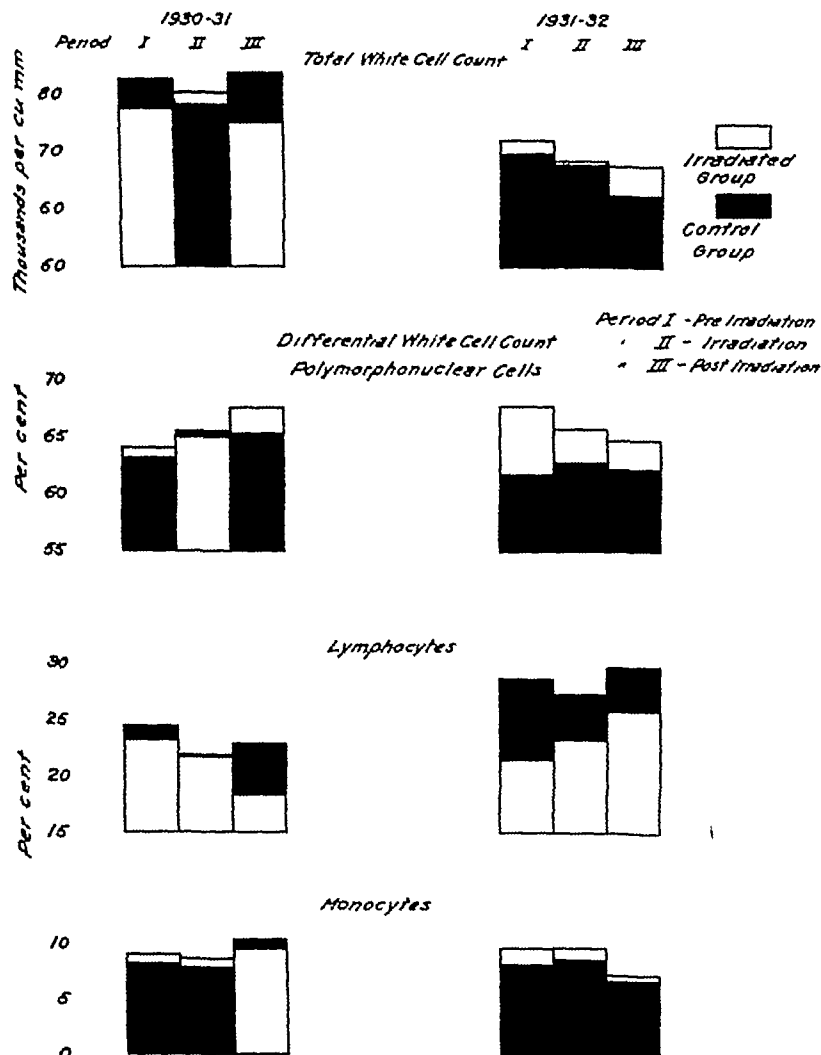 1930-31
1931-32
Period I II III
I II III
Total White Cell Count
Thousands per cu mm
80
70
60
60
Irradiated
Group
Control
Group
Period I - Pre Irradiation
" II - Irradiation
" III - Post Irradiation
Differential White Cell Count
Polymorphonuclear Cells
Per cent
70
65
60
55
Lymphocytes
Per cent
30
25
20
15
Monocytes
10
5
0